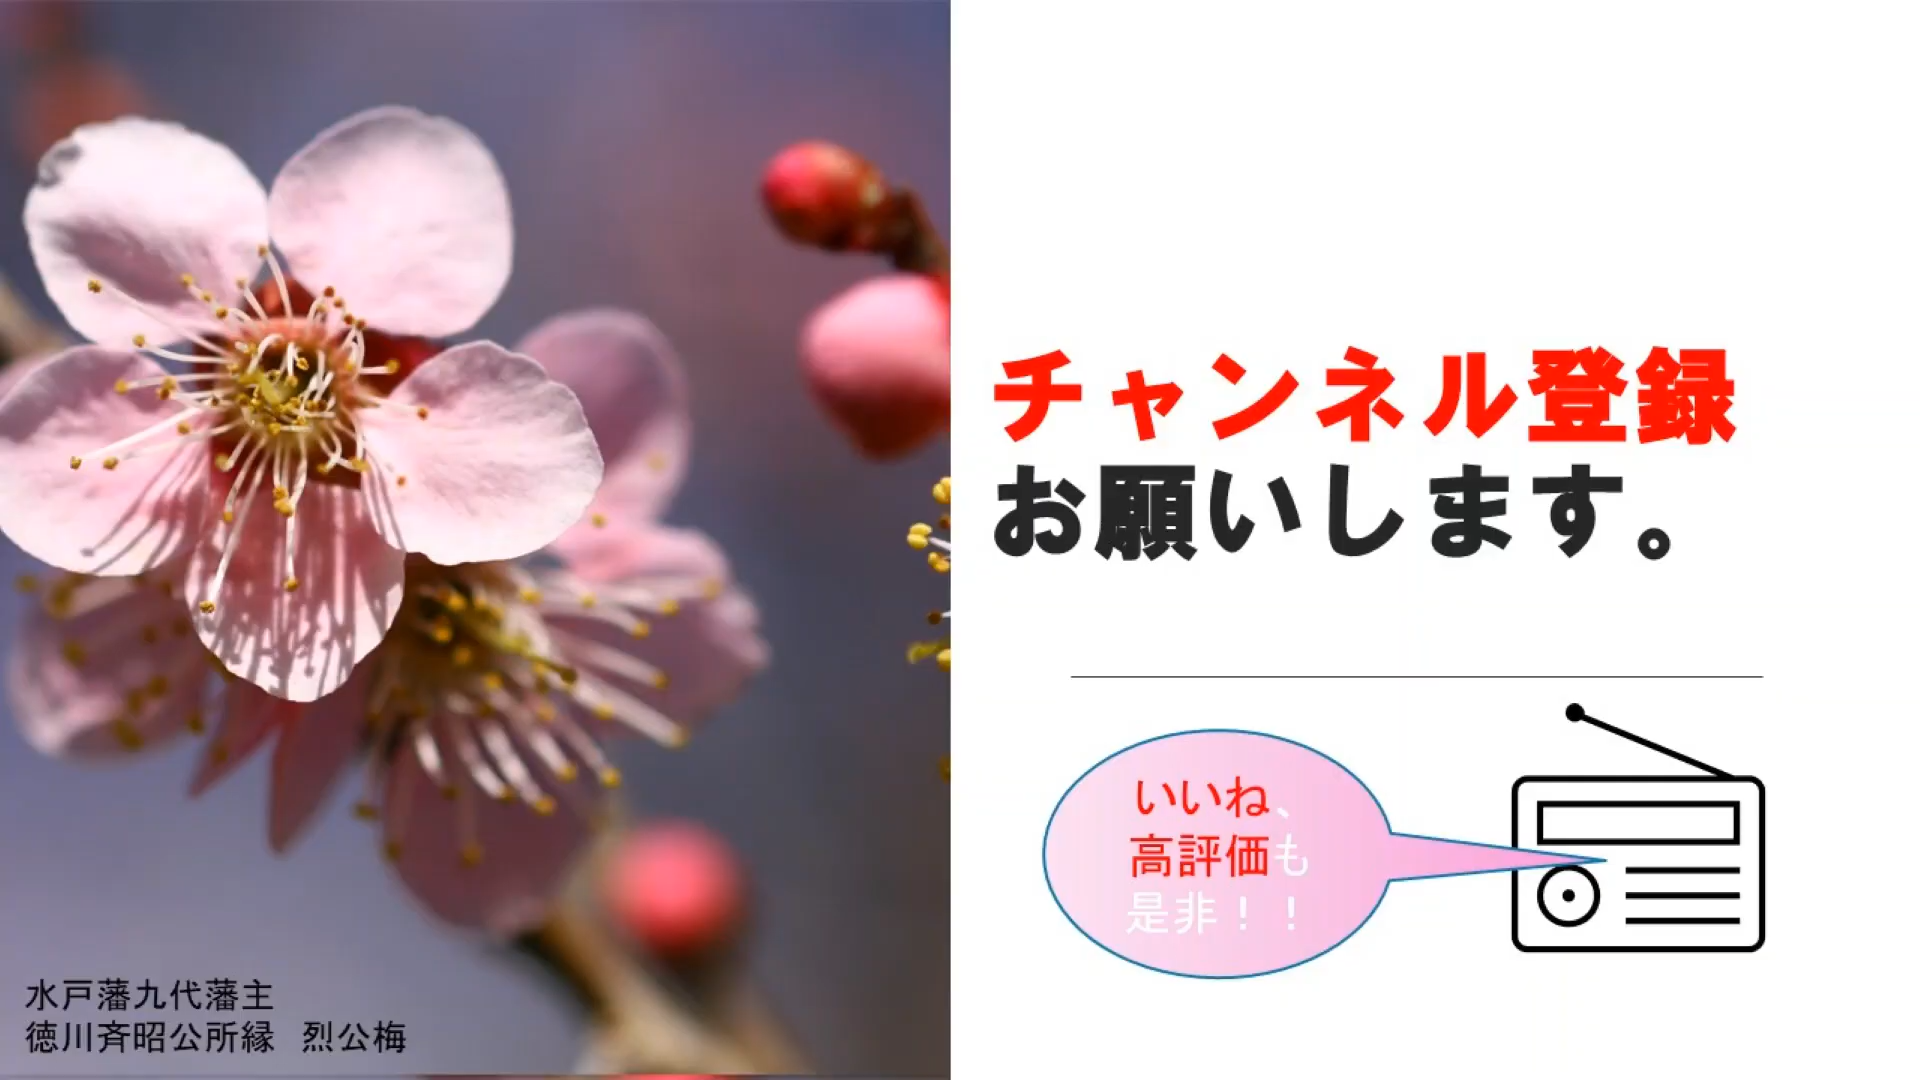 チャンネル登録
お願いします。
いいね、
高評価も
是非！！
水戸藩九代藩主
徳川斉昭公所縁　烈公梅